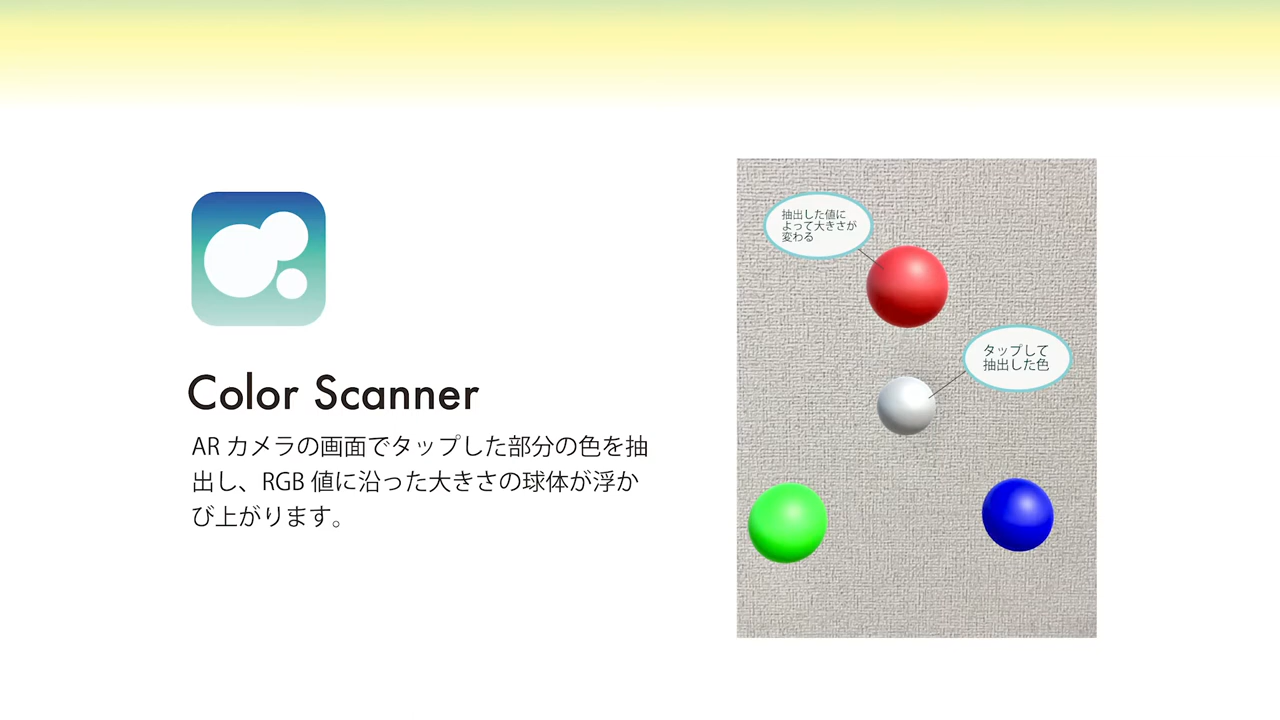 Color Scanner
AR カメラの画面でタップした部分の色を抽
出し、RGB 値に沿った大きさの球体が浮か
び上がります。
抽出した値に
よって大きさが
変わる
タップして
抽出した色